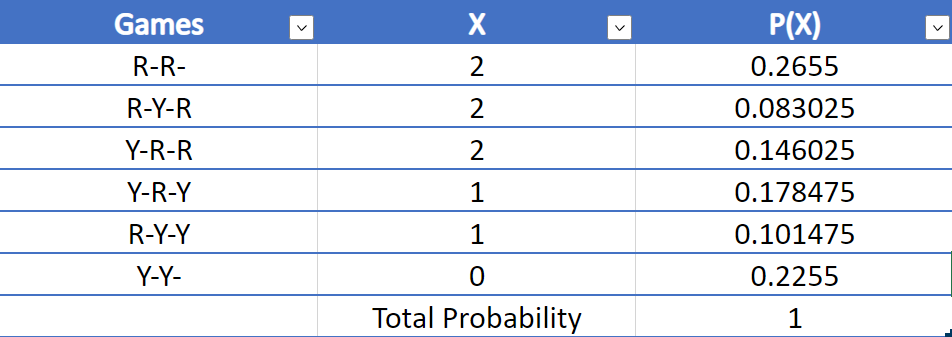 Games X P(X)
R-R- 2 0.2655
R-Y-R 2 0.083025
Y-R-R 2 0.146025
Y-R-Y 1 0.178475
R-Y-Y 1 0.101475
Y-Y- 0 0.2255
Total Probability 1